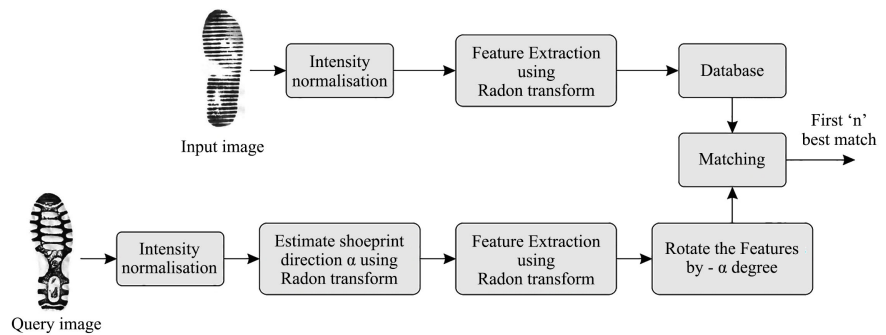 Intensity
normalisation
Feature Extraction
using
Radon transform
Database
Input image
Matching
First ‘n’
best match
Intensity
normalisation
Estimate shoeprint
direction α using
Radon transform
Feature Extraction
using
Radon transform
Rotate the Features
by - α degree
Query image